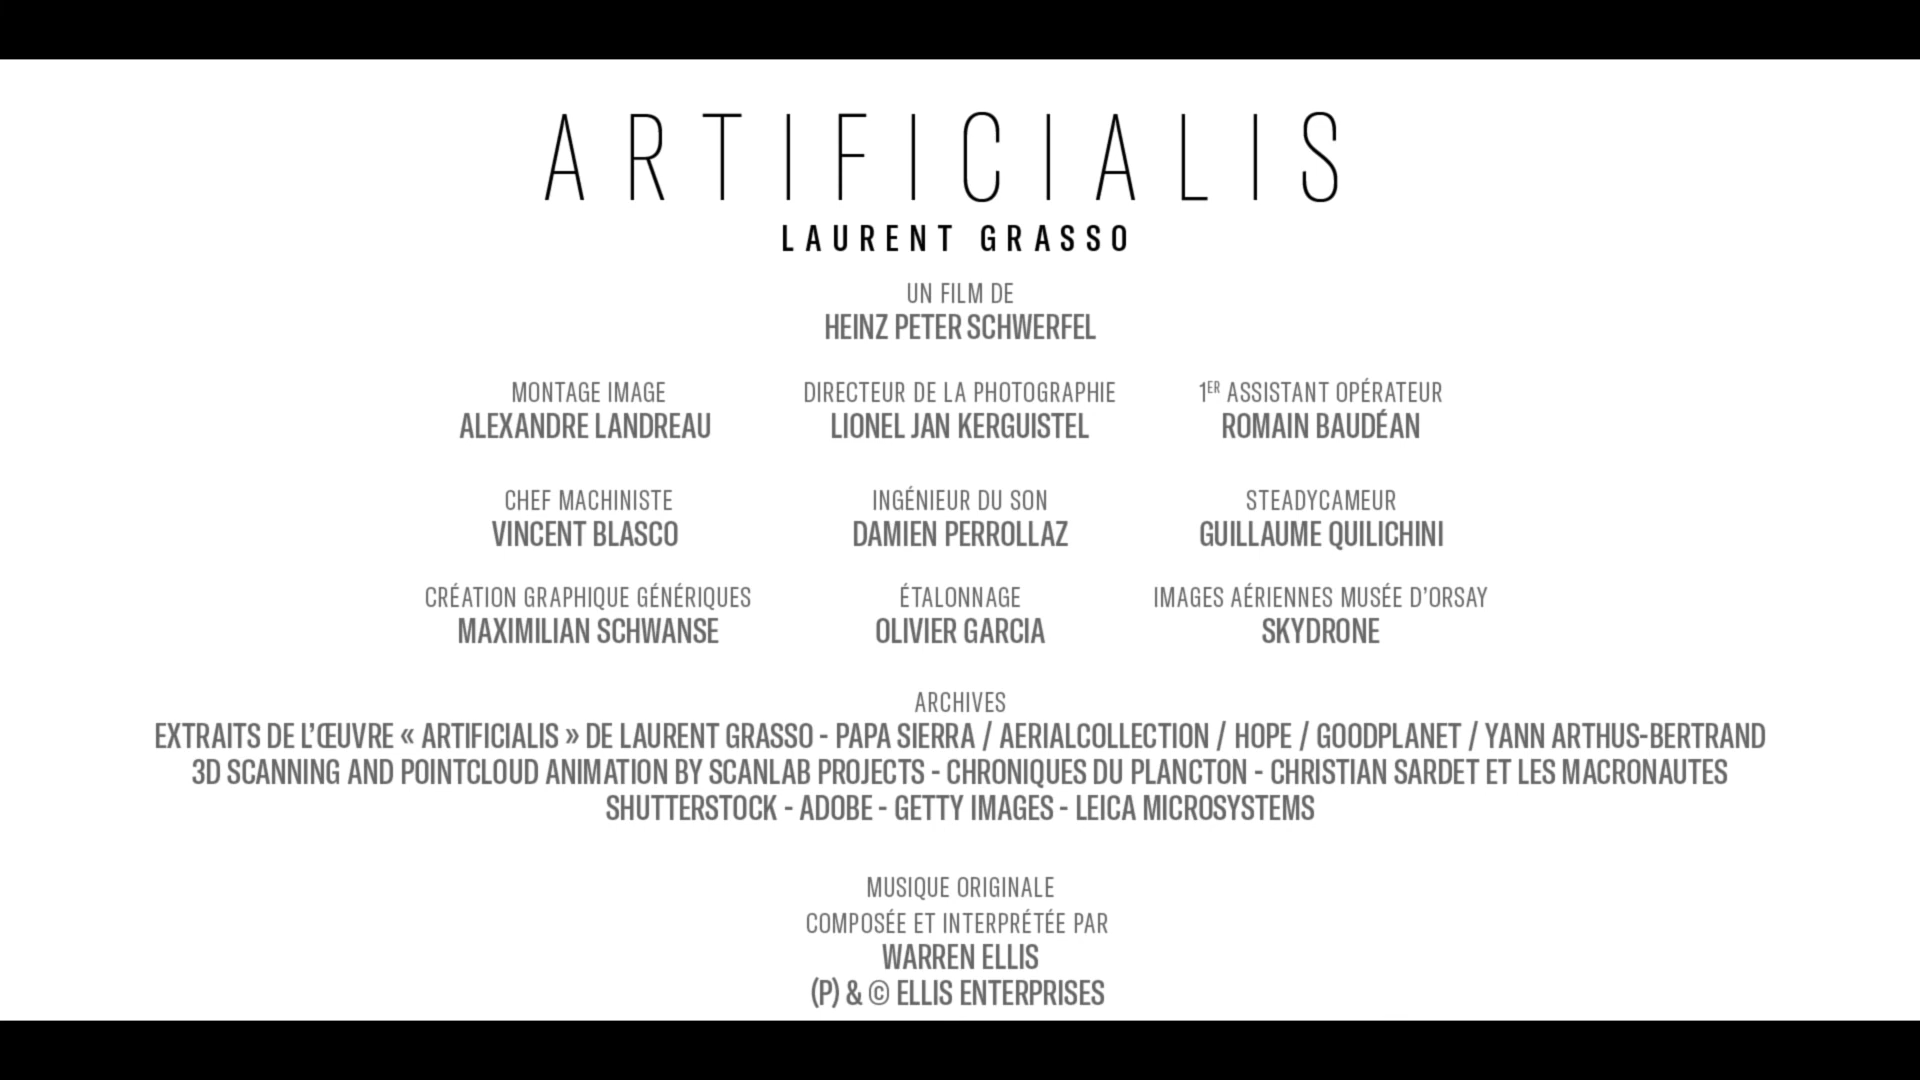 ARTIFICIALIS
LAURENT GRASSO
UN FILM DE
HEINZ PETER SCHWERFEL
MONTAGE IMAGE
ALEXANDRE LANDREAU
DIRECTEUR DE LA PHOTOGRAPHIE
LIONEL JAN KERGUISTEL
1ER ASSISTANT OPÉRATEUR
ROMAIN BAUDÉAN
CHEF MACHINISTE
VINCENT BLASCO
INGÉNIEUR DU SON
DAMIEN PERROLLAZ
STEADYCAMEUR
GUILLAUME QUILICHINI
CRÉATION GRAPHIQUE GÉNÉRIQUES
MAXIMILIAN SCHWANSE
ÉTALONNAGE
OLIVIER GARCIA
IMAGES AÉRIENNES MUSÉE D’ORSAY
SKYDRONE
ARCHIVES
EXTRAITS DE L’ŒUVRE « ARTIFICIALIS » DE LAURENT GRASSO - PAPA SIERRA / AERIALCOLLECTION / HOPE / GOODPLANET / YANN ARTHUS-BERTRAND
3D SCANNING AND POINTCLOUD ANIMATION BY SCANLAB PROJECTS - CHRONIQUES DU PLANCTON - CHRISTIAN SARDET ET LES MACRONAUTES
SHUTTERSTOCK - ADOBE - GETTY IMAGES - LEICA MICROSYSTEMS
MUSIQUE ORIGINALE
COMPOSÉE ET INTERPRÉTÉE PAR
WARREN ELLIS
(P) & © ELLIS ENTERPRISES